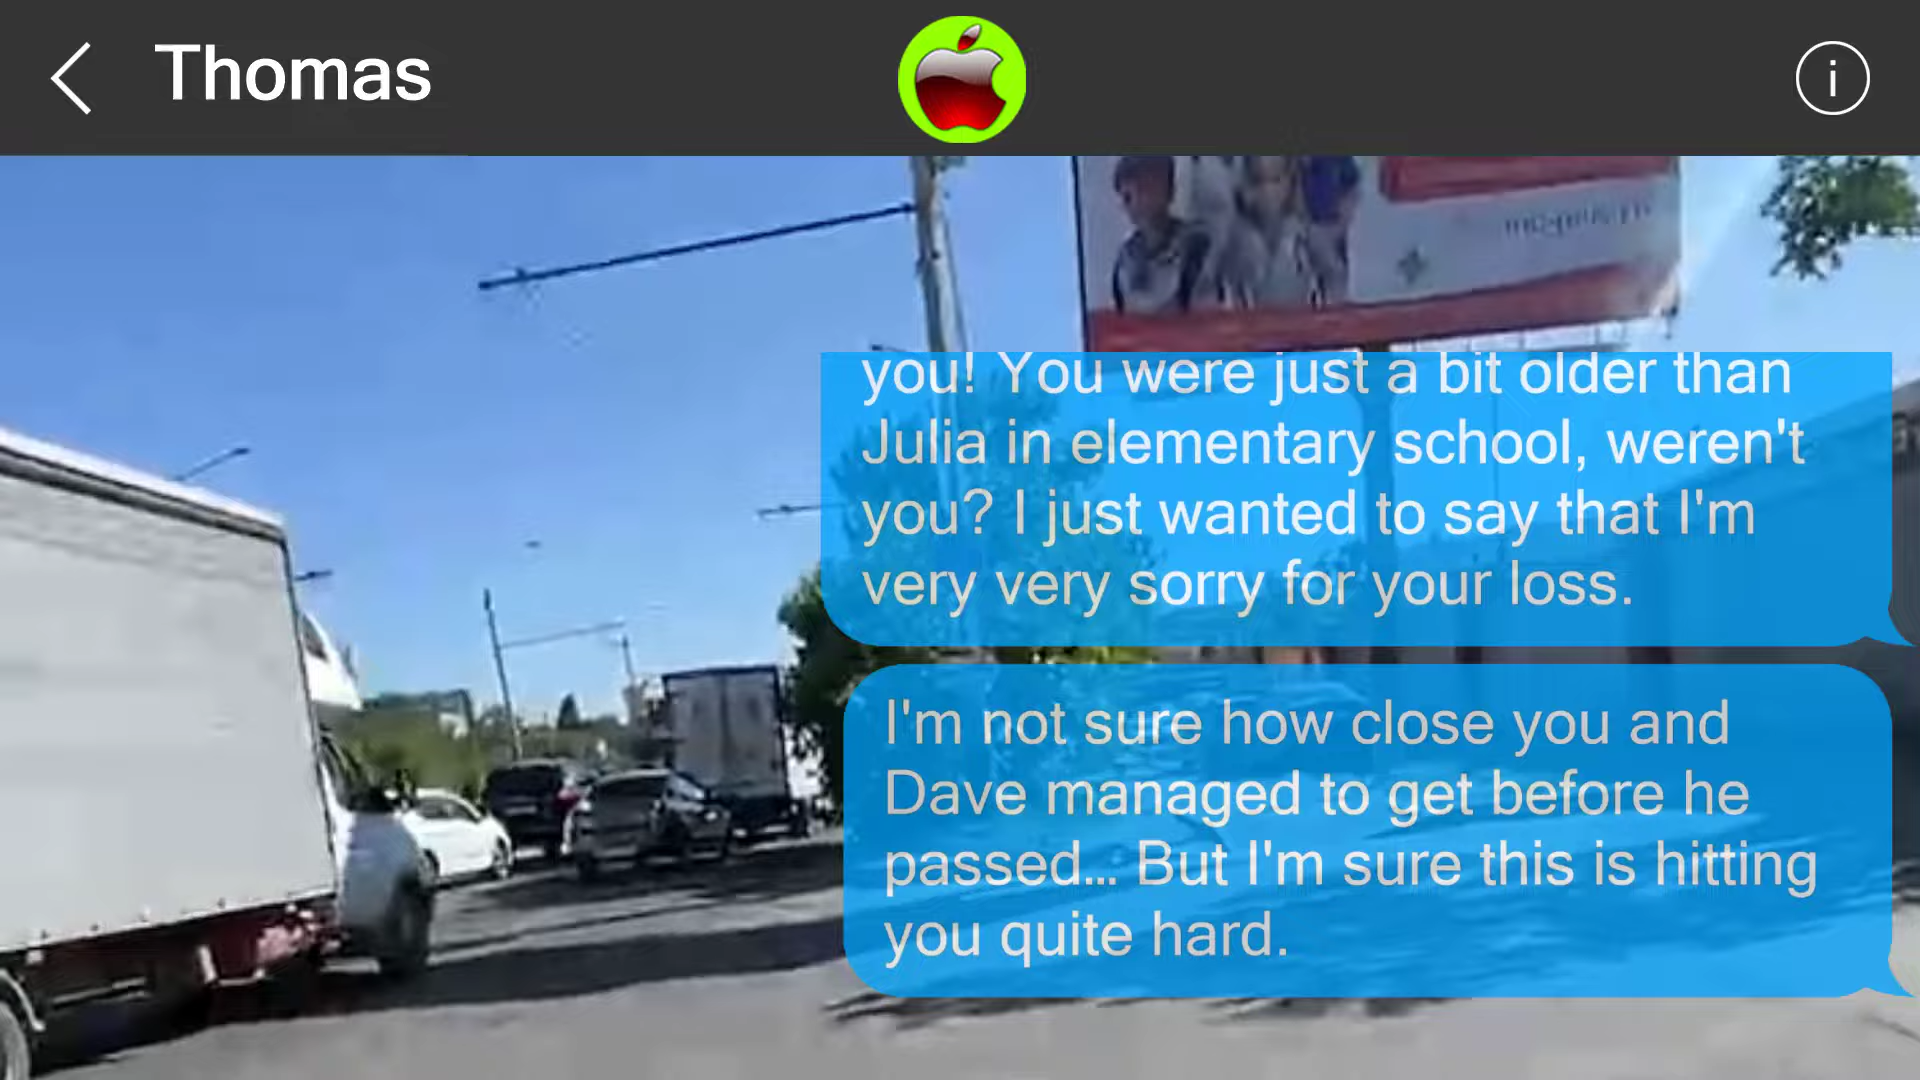 Thomas
you! You were just a bit older than
Julia in elementary school, weren't
you? I just wanted to say that I'm
very very sorry for your loss.
I'm not sure how close you and
Dave managed to get before he
passed... But I'm sure this is hitting
you quite hard.